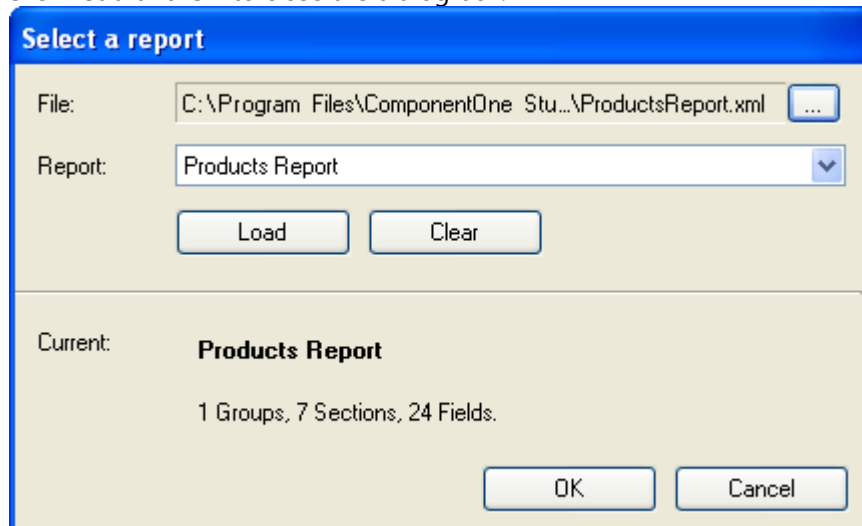 Select a report
File: C:\Program Files\ComponentOne Stu...\ProductsReport.xml ...
Report: Products Report
Load Clear
Current: Products Report
1 Groups, 7 Sections, 24 Fields.
OK Cancel